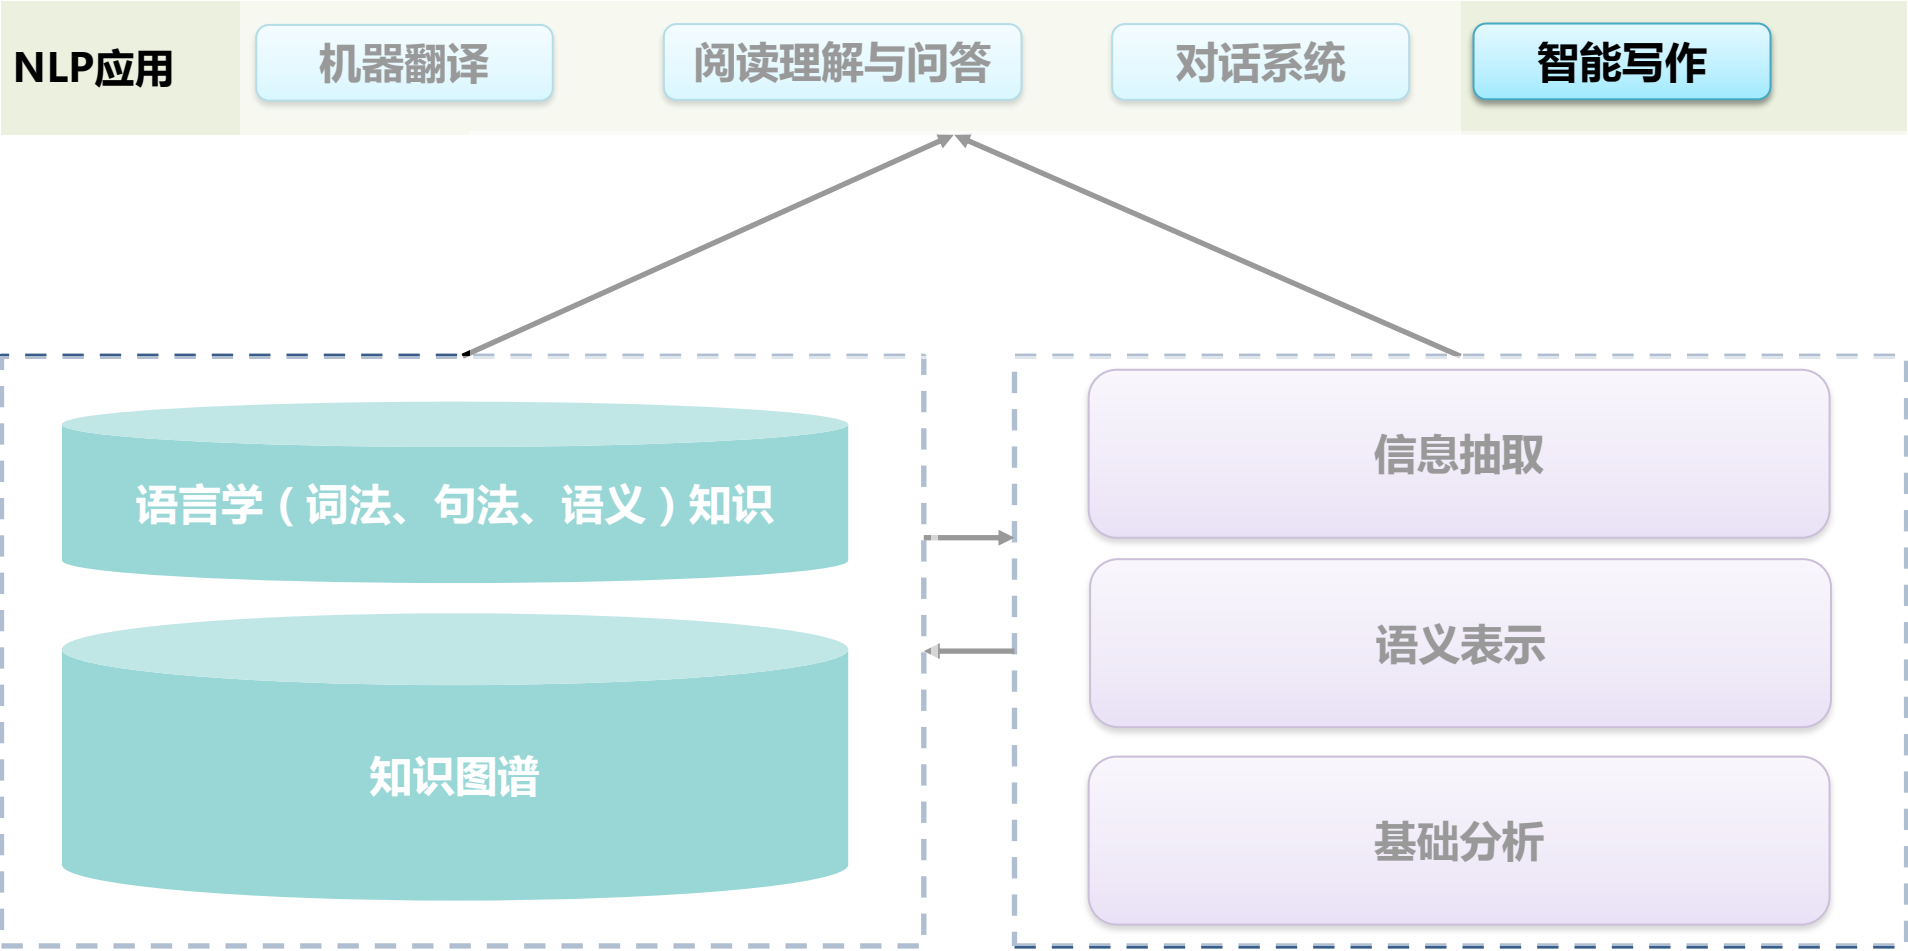 NLP应用
机器翻译
阅读理解与问答
对话系统
智能写作
语言学（词法、句法、语义）知识
知识图谱
信息抽取
语义表示
基础分析